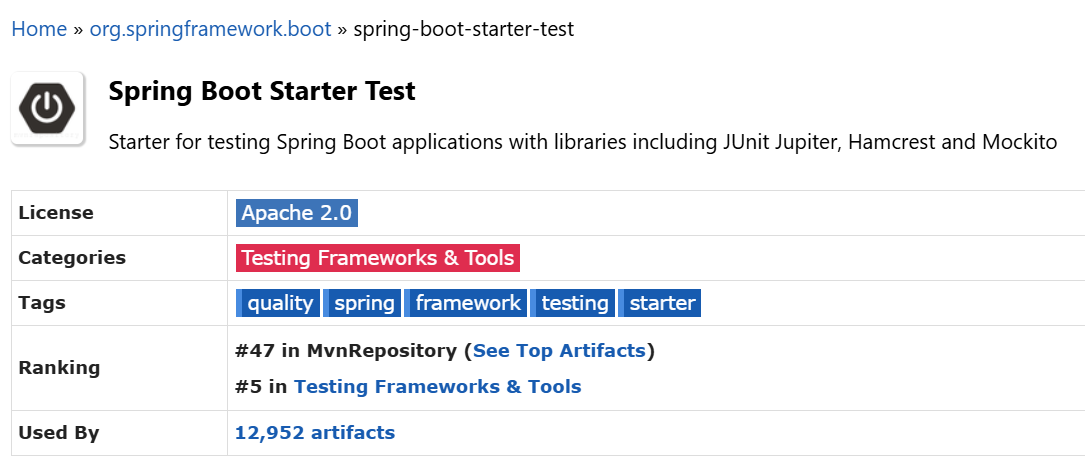 Home » org.springframework.boot » spring-boot-starter-test
Spring Boot Starter Test
Starter for testing Spring Boot applications with libraries including JUnit Jupiter, Hamcrest and Mockito
License Apache 2.0
Categories Testing Frameworks & Tools
Tags quality spring framework testing starter
Ranking #47 in MvnRepository (See Top Artifacts)
#5 in Testing Frameworks & Tools
Used By 12,952 artifacts